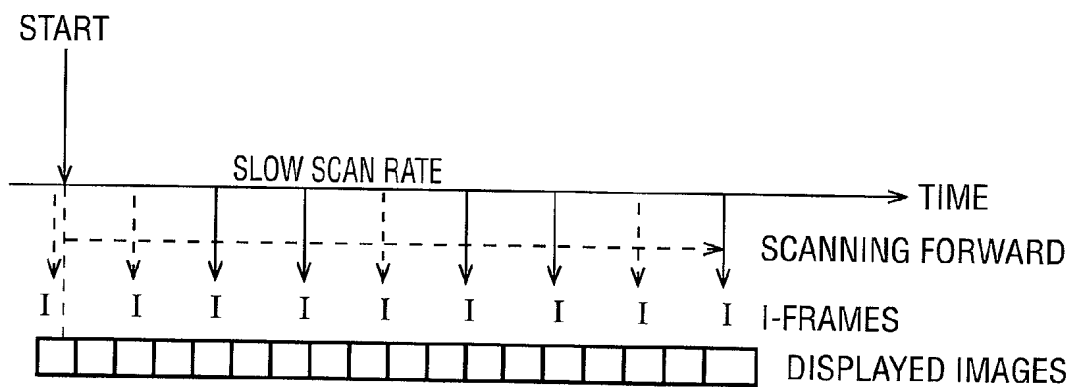 START
SLOW SCAN RATE
TIME
SCANNING FORWARD
I I I I I I I I I I-FRAMES
DISPLAYED IMAGES